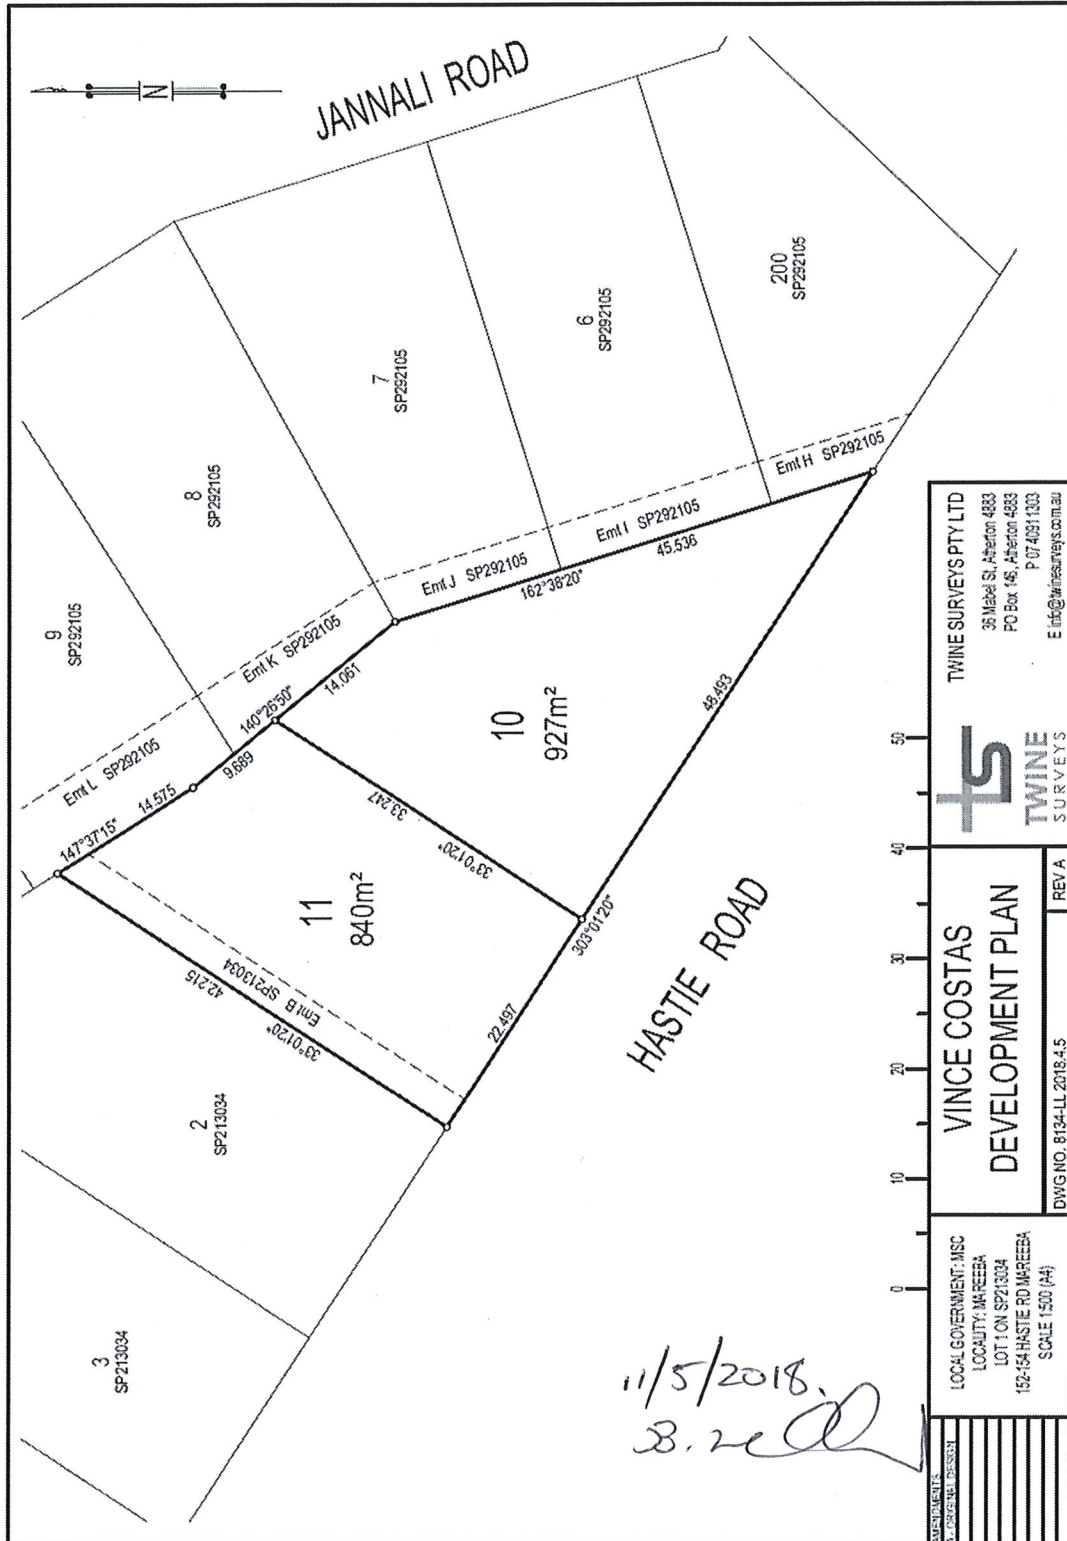 N
JANNALI ROAD
9
SP292105
8
SP292105
7
SP292105
6
SP292105
200
SP292105
Emt L SP292105
Emt K SP292105
Emt J SP292105
Emt I SP292105
Emt H SP292105
147°37'15"
14.575
9.689
140°26'50"
14.061
162°38'20"
45.536
11
840m²
10
927m²
33°01'20"
42.215
Emt B SP213034
33°01'20"
33.247
22.497
303°01'20"
48.493
2
SP213034
3
SP213034
HASTIE ROAD
11/5/2018.
0 10 20 30 40 50
AMENDMENTS
A. ORIGINAL DESIGN
LOCAL GOVERNMENT: MSC
LOCALITY: MAREEBA
LOT 1 ON SP213034
152-154 HASTIE RD MAREEBA
SCALE 1:500 (A4)
VINCE COSTAS
DEVELOPMENT PLAN
DWG NO. 8134-LL 2018.4.5
REV A
TS
TWINE
SURVEYS
TWINE SURVEYS PTY LTD
36 Mabel St, Atherton 4883
PO Box 146, Atherton 4883
P 07 40911303
E info@twinesurveys.com.au